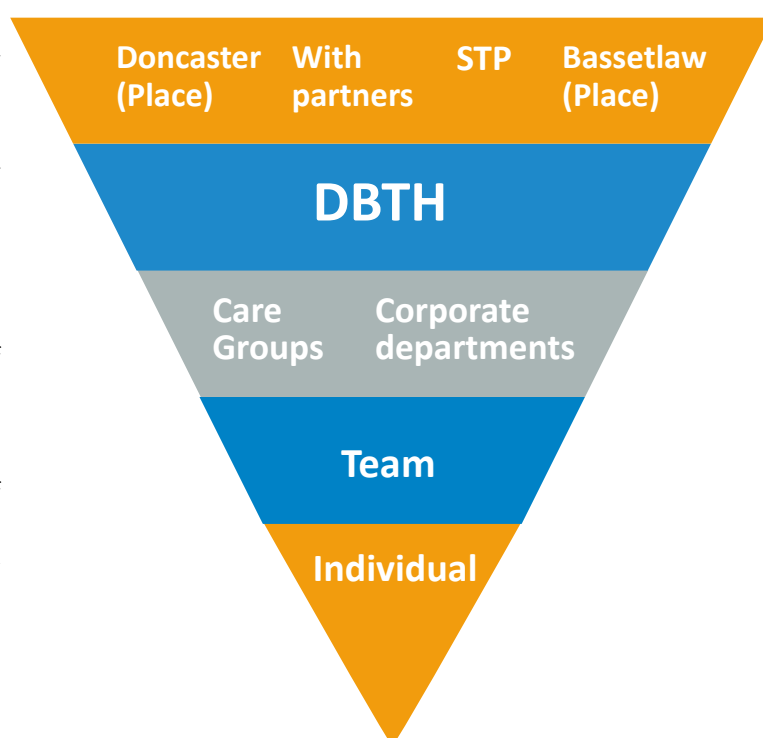 Doncaster (Place) With partners STP Bassetlaw (Place)
DBTH
Care Groups Corporate departments
Team
Individual